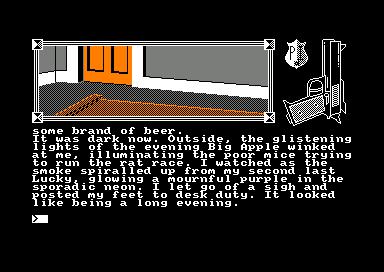 P
some brand of beer.
It was dark now. Outside, the glistening
lights of the evening Big Apple winked
at me, illuminating the poor mice trying
to run the rat race. I watched as the
smoke spiralled up from my second last
Lucky, glowing a mournful purple in the
sporadic neon. I let go of a sigh and
posted my feet to desk duty. It looked
like being a long evening.
>